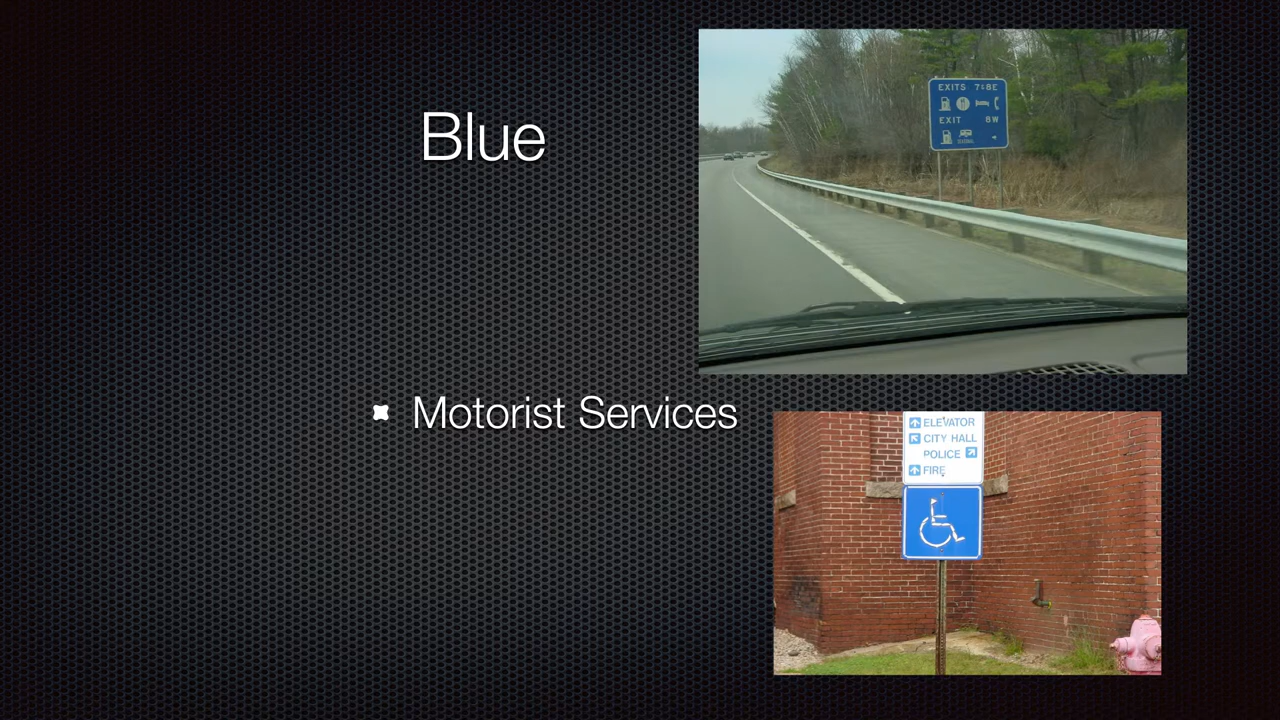 Blue
Motorist Services
EXITS 7-8E
EXIT 8W
ELEVATOR
CITY HALL
POLICE
FIRE